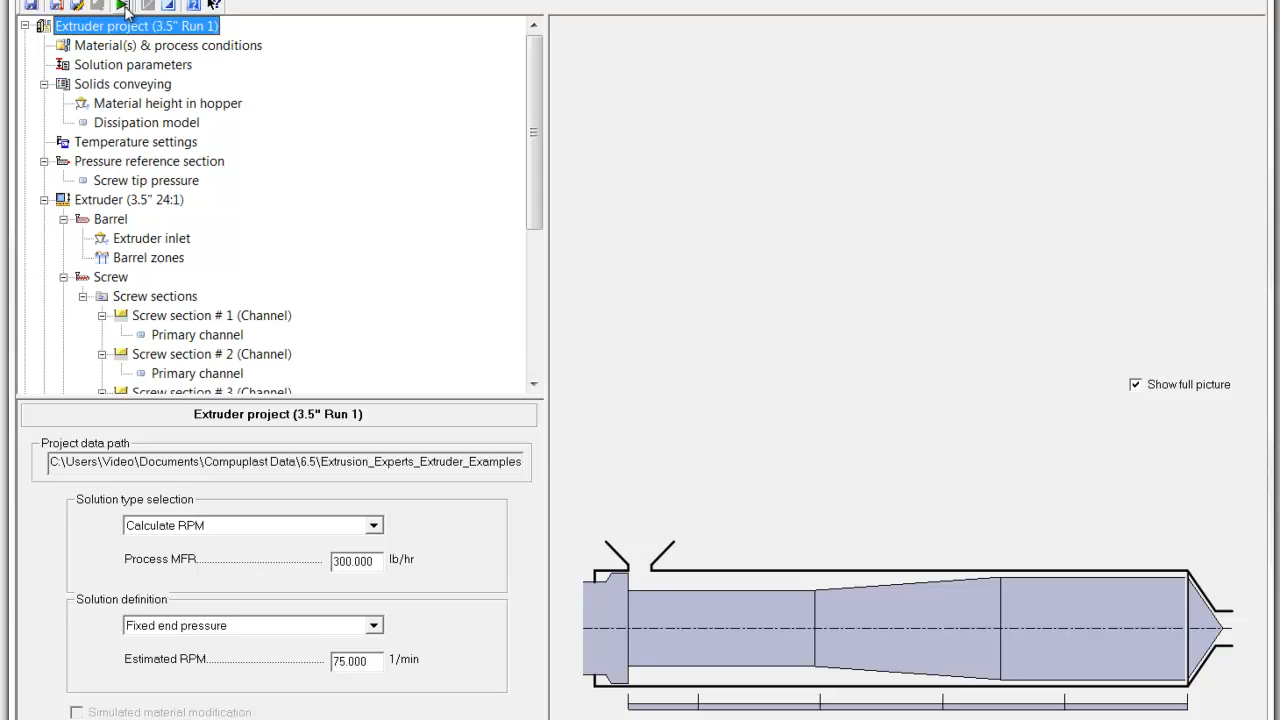 Extruder project (3.5" Run 1)
Material(s) & process conditions
Solution parameters
Solids conveying
Material height in hopper
Dissipation model
Temperature settings
Pressure reference section
Screw tip pressure
Extruder (3.5" 24:1)
Barrel
Extruder inlet
Barrel zones
Screw
Screw sections
Screw section # 1 (Channel)
Primary channel
Screw section # 2 (Channel)
Primary channel
Screw section # 3 (Channel)
Show full picture
Extruder project (3.5" Run 1)
Project data path
C:\Users\Video\Documents\Compuplast Data\6.5\Extrusion_Experts_Extruder_Examples
Solution type selection
Calculate RPM
Process MFR 300.000 lb/hr
Solution definition
Fixed end pressure
Estimated RPM 75.000 1/min
Simulated material modification